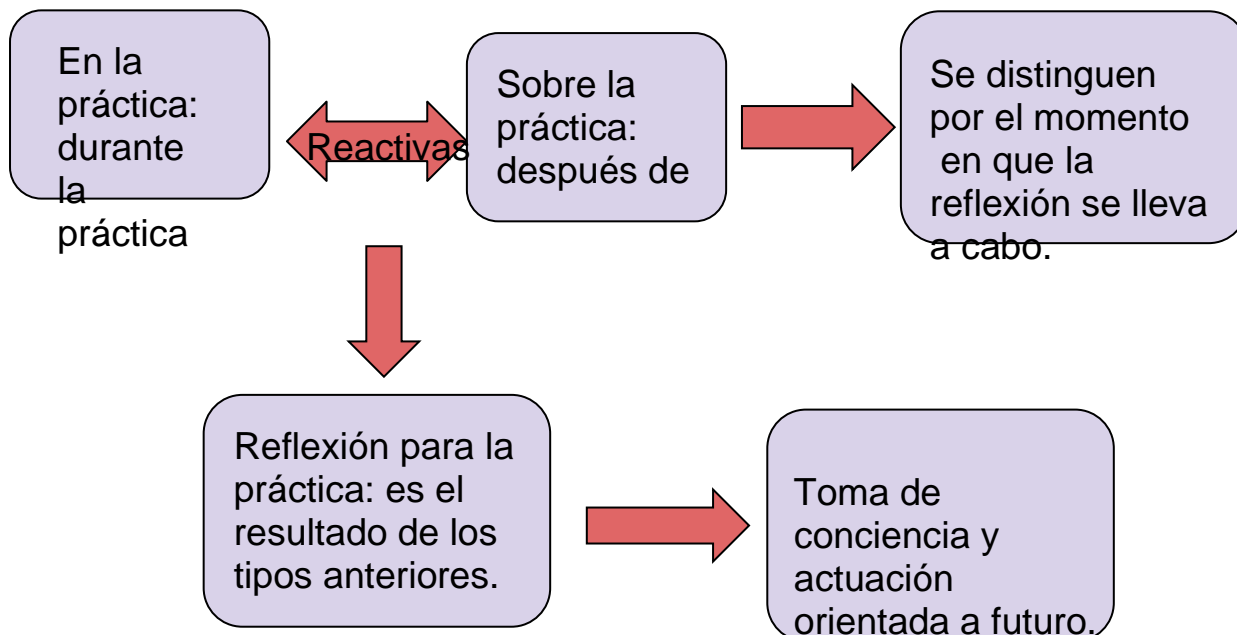 En la
práctica:
durante
la
práctica
Reactivas
Sobre la
práctica:
después de
Se distinguen
por el momento
en que la
reflexión se lleva
a cabo.
Reflexión para la
práctica: es el
resultado de los
tipos anteriores.
Toma de
conciencia y
actuación
orientada a futuro.